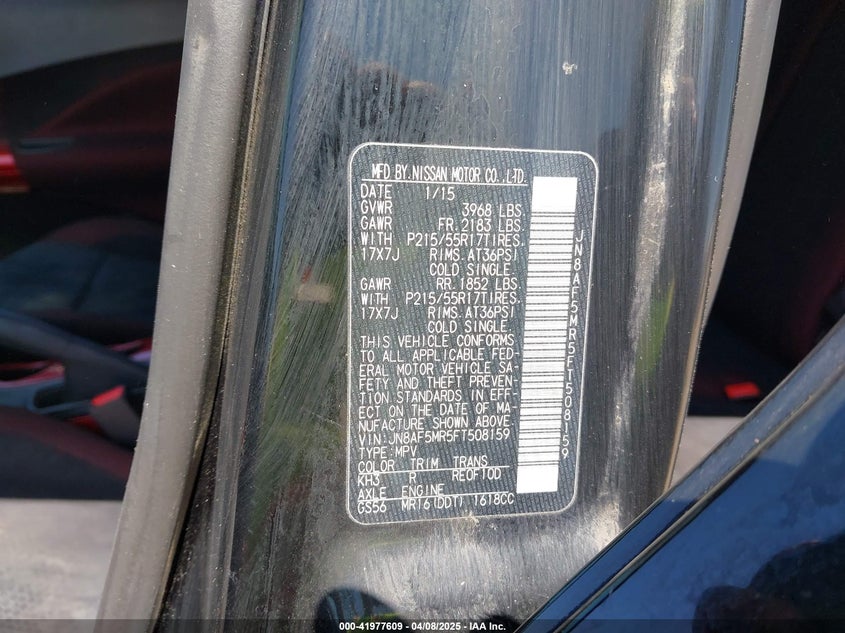 MFD BY.NISSAN MOTOR CO.,LTD.
DATE 1/15
GVWR 3968 LBS.
GAWR FR.2183 LBS.
WITH P215/55R17TIRES.
17X7J RIMS.AT36PSI
COLD SINGLE.
GAWR RR.1852 LBS.
WITH P215/55R17TIRES.
17X7J RIMS.AT36PSI
COLD SINGLE.
THIS VEHICLE CONFORMS
TO ALL APPLICABLE FED-
ERAL MOTOR VEHICLE SA-
FETY AND THEFT PREVEN-
TION STANDARDS IN EFF-
ECT ON THE DATE OF MA-
NUFACTURE SHOWN ABOVE.
VIN:JN8AF5MR5FT508159
TYPE:MPV
COLOR TRIM TRANS
KH3 R RE0F10D
AXLE ENGINE
GS56 MR16(DDT) 1618CC
JN8AF5MR5FT508159
000-41977609 | 04/08/2025 - IAA Inc.